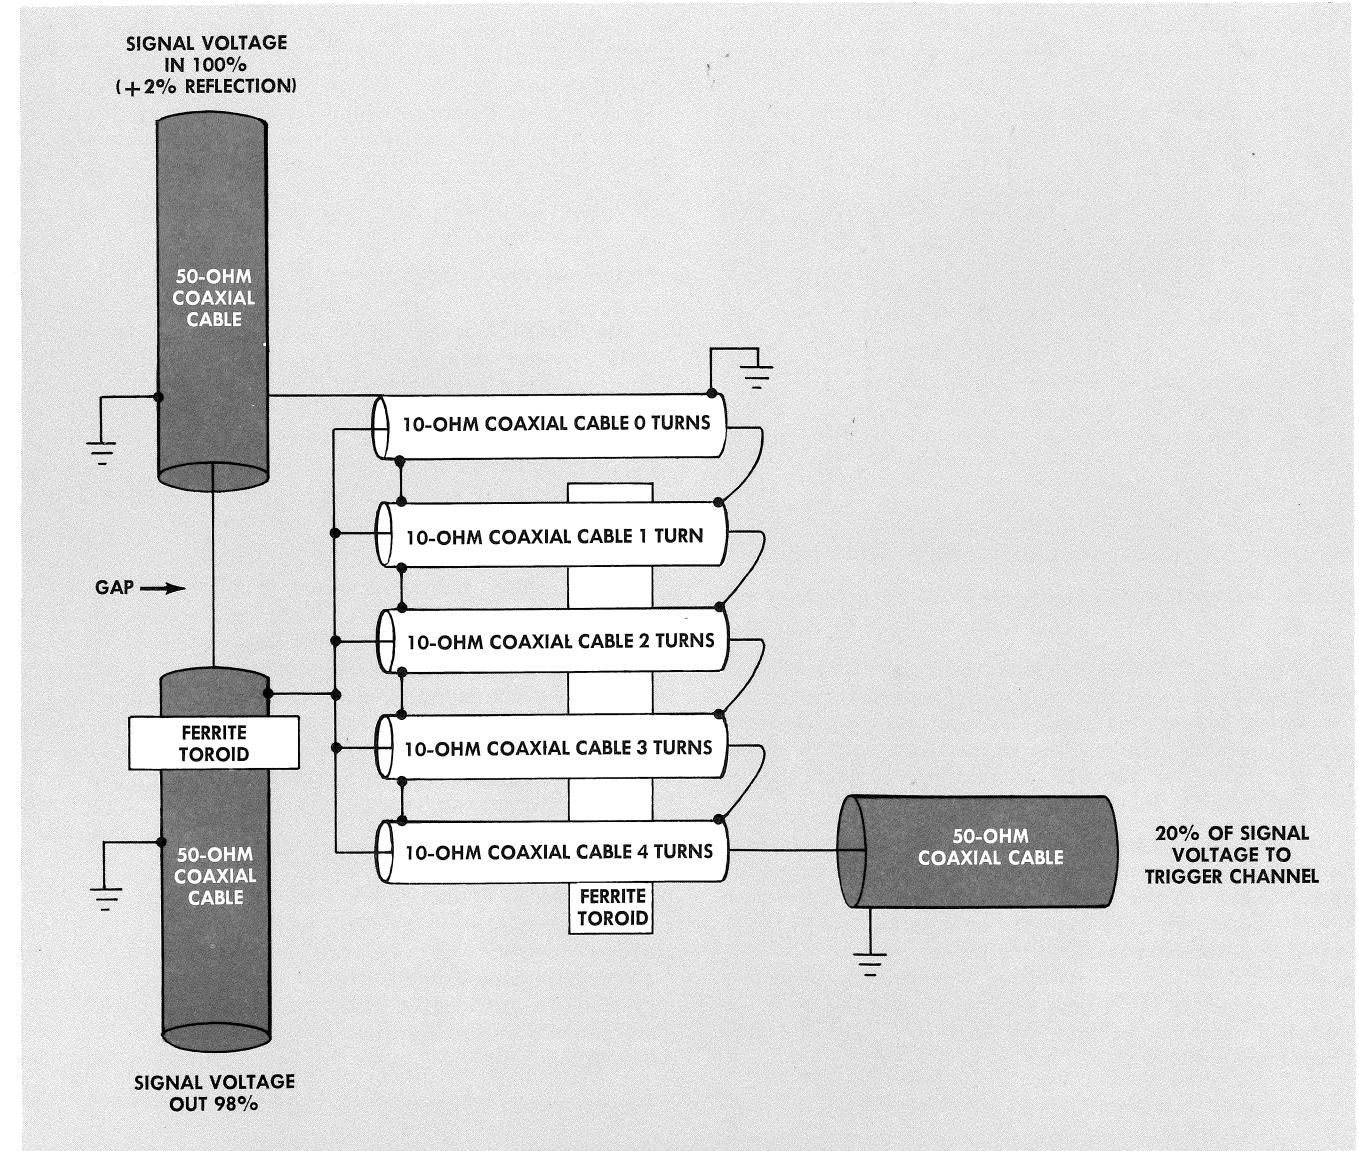 SIGNAL VOLTAGE
IN 100%
(+2% REFLECTION)
50-OHM
COAXIAL
CABLE
10-OHM COAXIAL CABLE 0 TURNS
10-OHM COAXIAL CABLE 1 TURN
GAP
10-OHM COAXIAL CABLE 2 TURNS
FERRITE
TOROID
10-OHM COAXIAL CABLE 3 TURNS
50-OHM
COAXIAL
CABLE
10-OHM COAXIAL CABLE 4 TURNS
FERRITE
TOROID
50-OHM
COAXIAL CABLE
20% OF SIGNAL
VOLTAGE TO
TRIGGER CHANNEL
SIGNAL VOLTAGE
OUT 98%